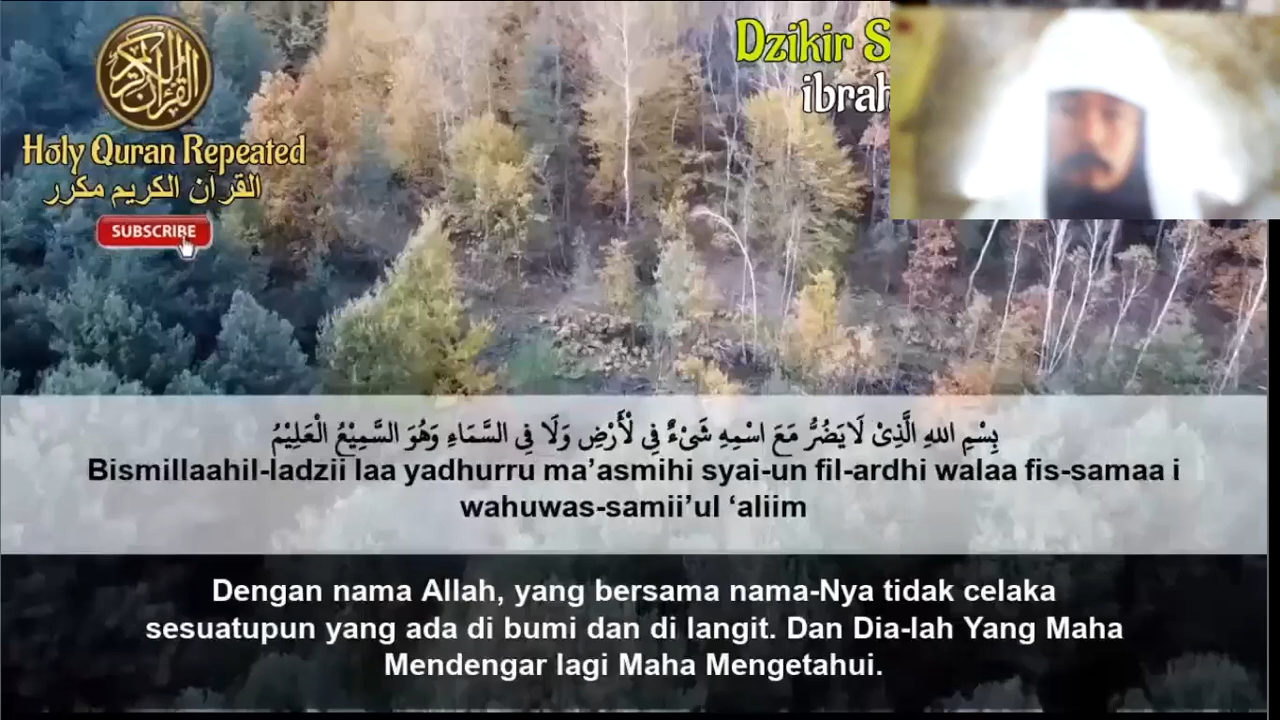 Dzikir S
ibrah
Holy Quran Repeated
القرآن الكريم مكرر
SUBSCRIBE
بِسْمِ اللهِ الَّذِيْ لَا يَضُرُّ مَعَ اسْمِهِ شَيْءٌ فِي لْأَرْضِ وَلَا فِي السَّمَاءِ وَهُوَ السَّمِيْعُ الْعَلِيْمُ
Bismillaahil-ladzii laa yadhurru ma’asmihi syai-un fil-ardhi walaa fis-samaa i
wahuwas-samii’ul ‘aliim
Dengan nama Allah, yang bersama nama-Nya tidak celaka
sesuatupun yang ada di bumi dan di langit. Dan Dia-lah Yang Maha
Mendengar lagi Maha Mengetahui.